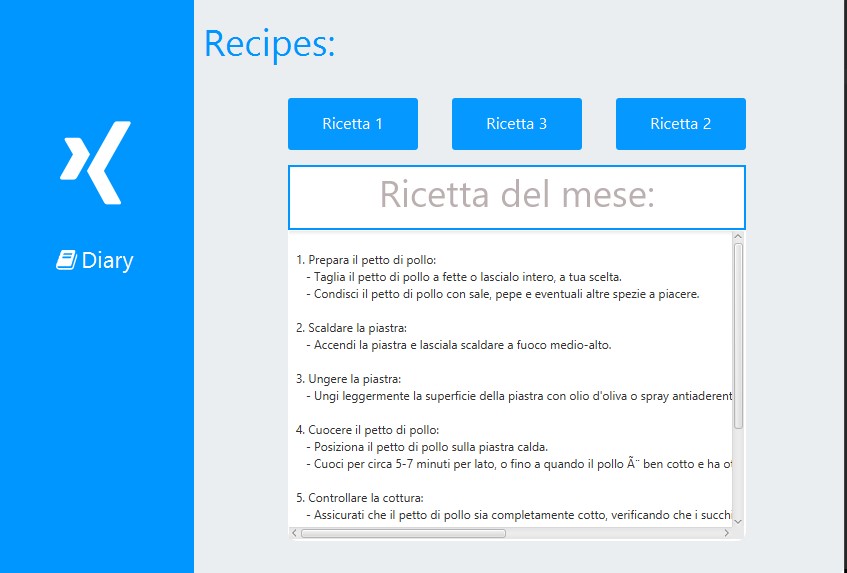 Recipes:
Ricetta 1
Ricetta 3
Ricetta 2
Diary
Ricetta del mese:
1. Prepara il petto di pollo:
- Taglia il petto di pollo a fette o lascialo intero, a tua scelta.
- Condisci il petto di pollo con sale, pepe e eventuali altre spezie a piacere.
2. Scaldare la piastra:
- Accendi la piastra e lasciala scaldare a fuoco medio-alto.
3. Ungere la piastra:
- Ungi leggermente la superficie della piastra con olio d'oliva o spray antiaderent
4. Cuocere il petto di pollo:
- Posiziona il petto di pollo sulla piastra calda.
- Cuoci per circa 5-7 minuti per lato, o fino a quando il pollo Ã¨ ben cotto e ha
5. Controllare la cottura:
- Assicurati che il petto di pollo sia completamente cotto, verificando che i succh